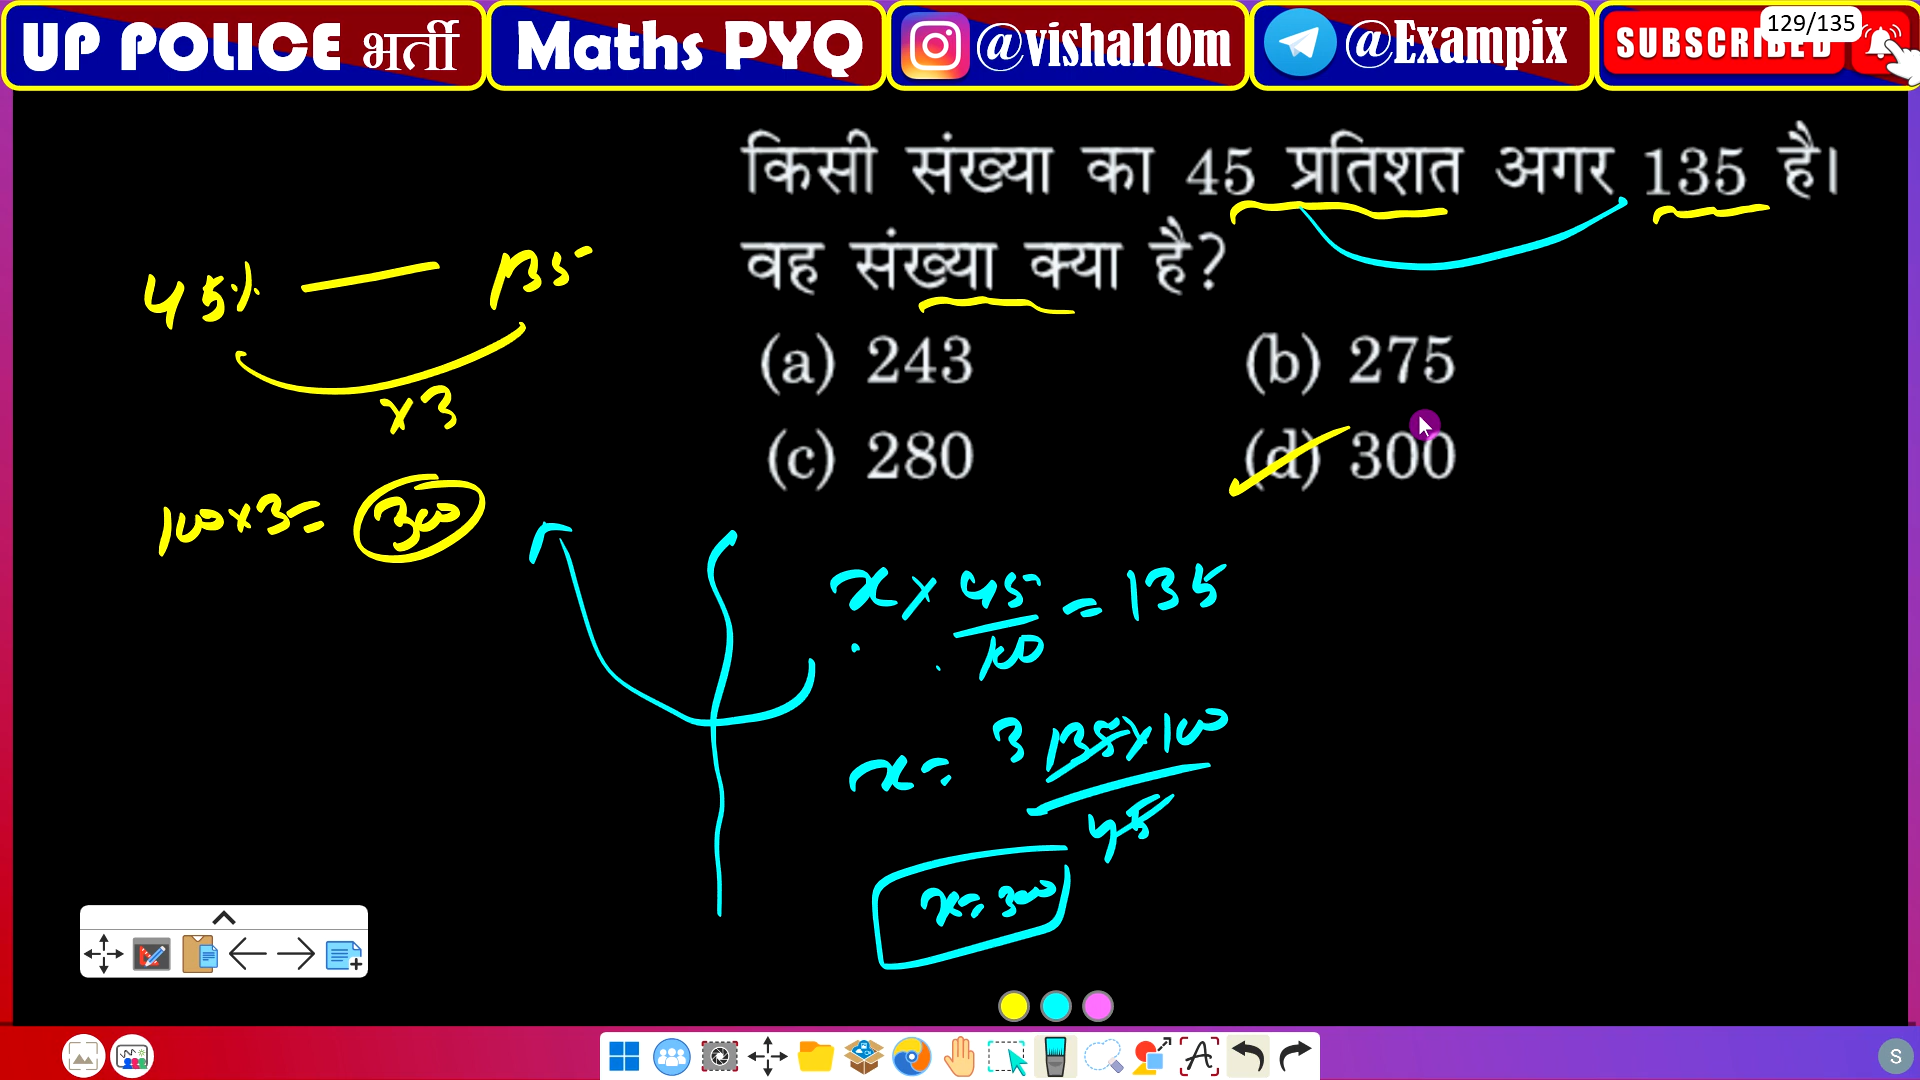 UP POLICE भर्ती Maths PYQ @vishal10m @Exampix SUBSCRIBED 129/135
किसी संख्या का 45 प्रतिशत अगर 135 है।
वह संख्या क्या है?
(a) 243 (b) 275
(c) 280 (d) 300
45% — 135
×3
100×3= 300
x × 45/100 = 135
x = 3 135×100/45
x= 300
S